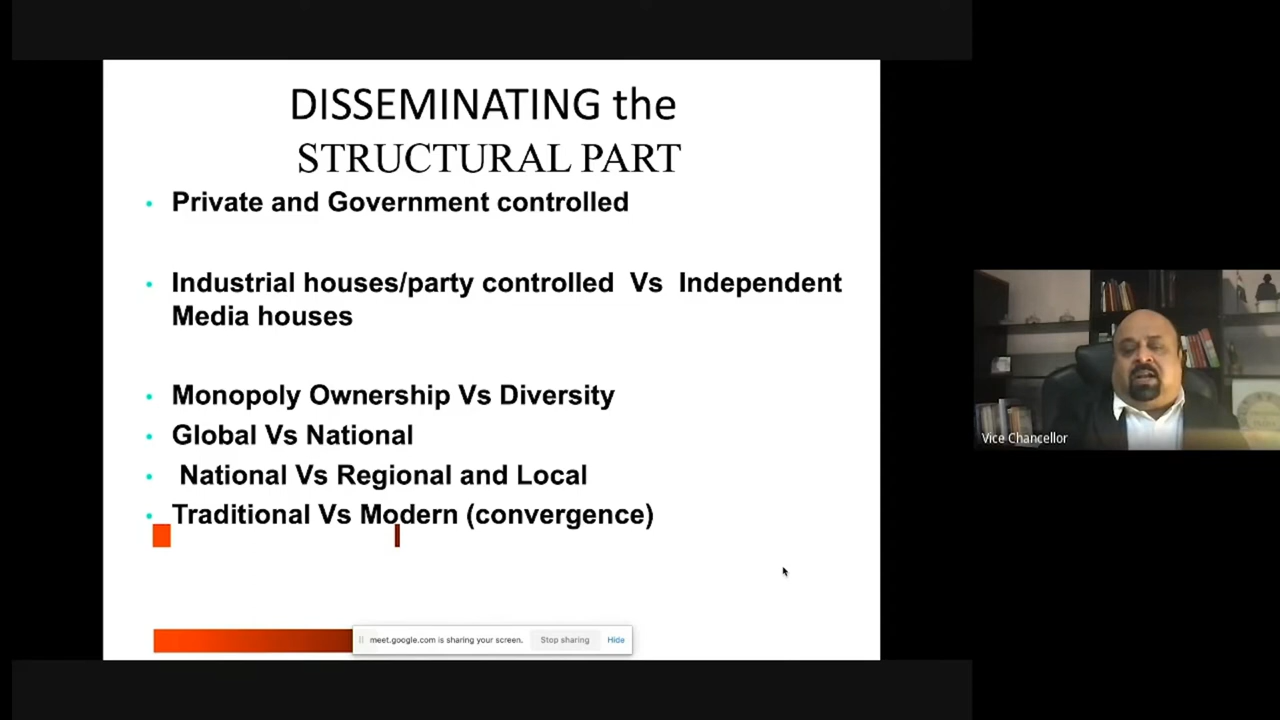 DISSEMINATING the
STRUCTURAL PART
• Private and Government controlled
• Industrial houses/party controlled Vs Independent
Media houses
• Monopoly Ownership Vs Diversity
• Global Vs National
• National Vs Regional and Local
• Traditional Vs Modern (convergence)
meet.google.com is sharing your screen. Stop sharing Hide
Vice Chancellor